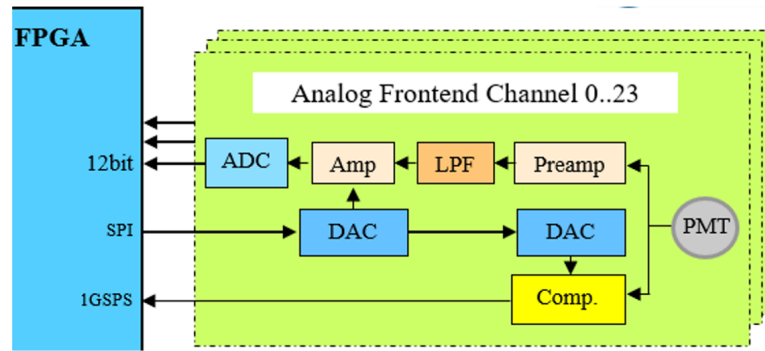 FPGA
Analog Frontend Channel 0..23
12bit
ADC
Amp
LPF
Preamp
SPI
DAC
DAC
PMT
1GSPS
Comp.